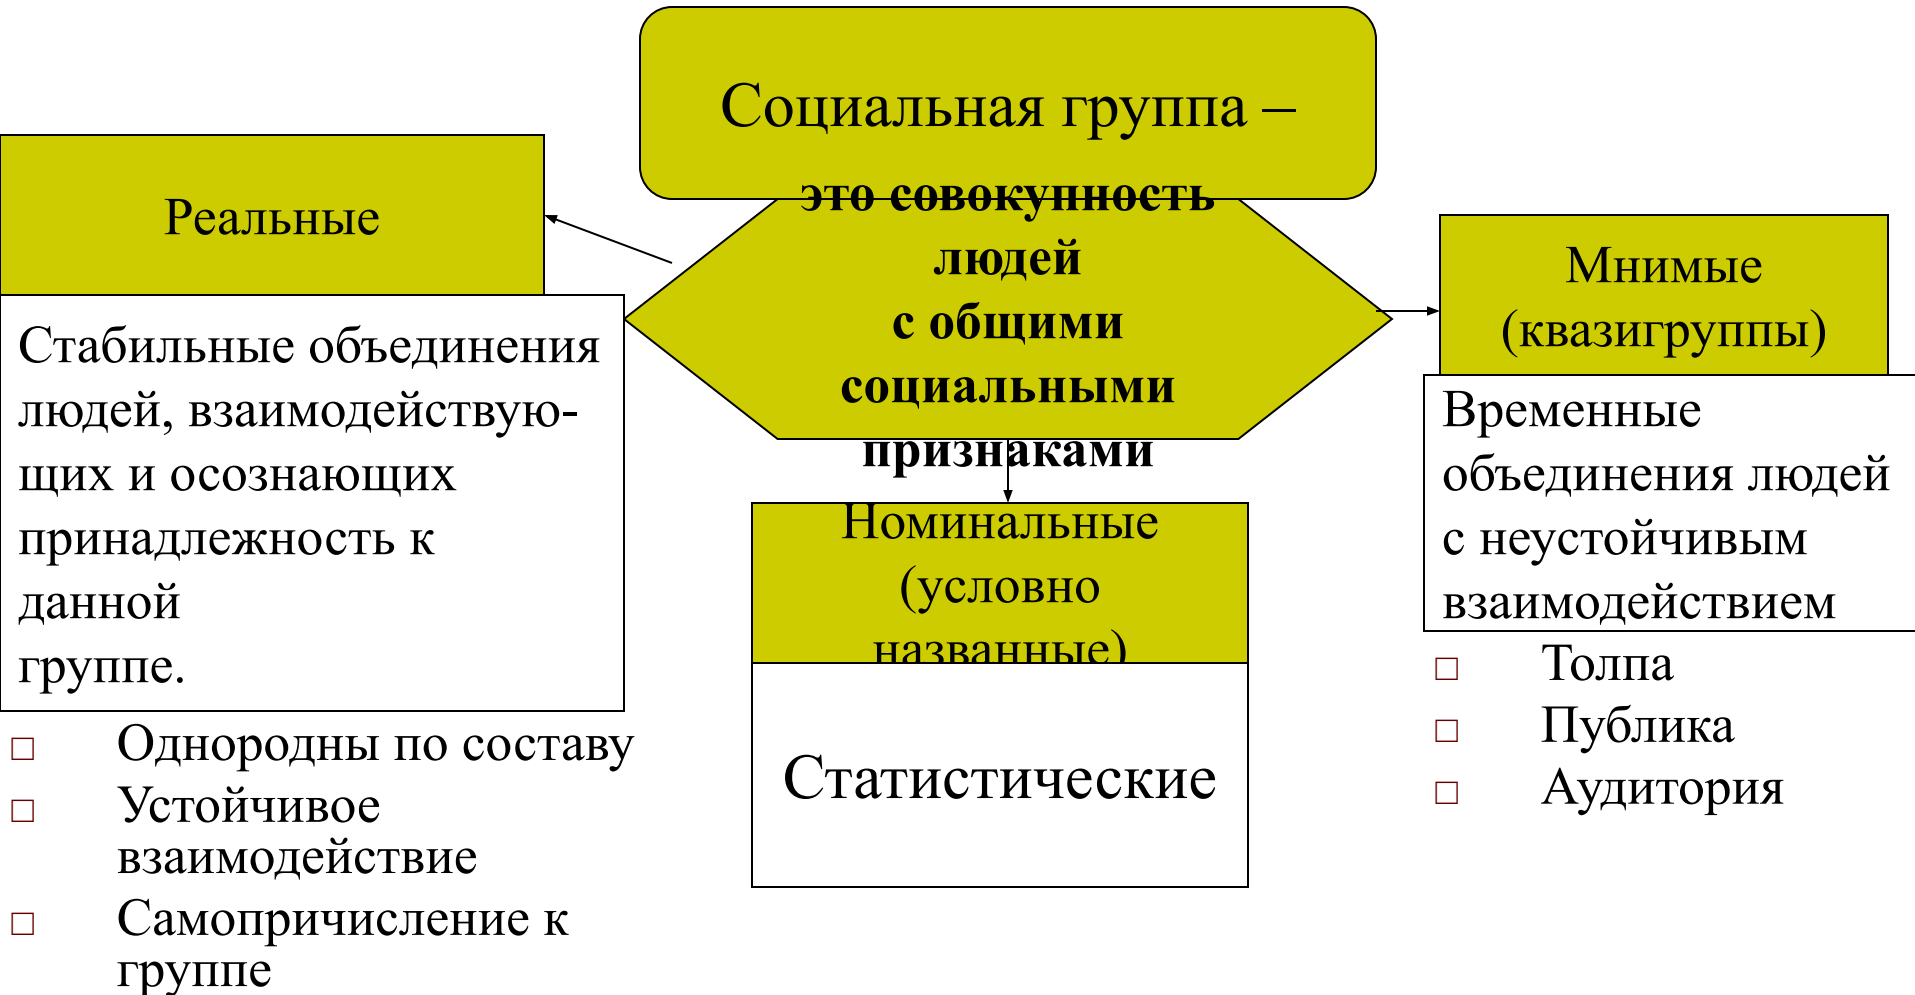 Социальная группа –
это совокупность
людей
с общими
социальными
признаками
Реальные
Стабильные объединения
людей, взаимодействую-
щих и осознающих
принадлежность к
данной
группе.
Однородны по составу
Устойчивое
взаимодействие
Самопричисление к
группе
Номинальные
(условно
названные)
Статистические
Мнимые
(квазигруппы)
Временные
объединения людей
с неустойчивым
взаимодействием
Толпа
Публика
Аудитория